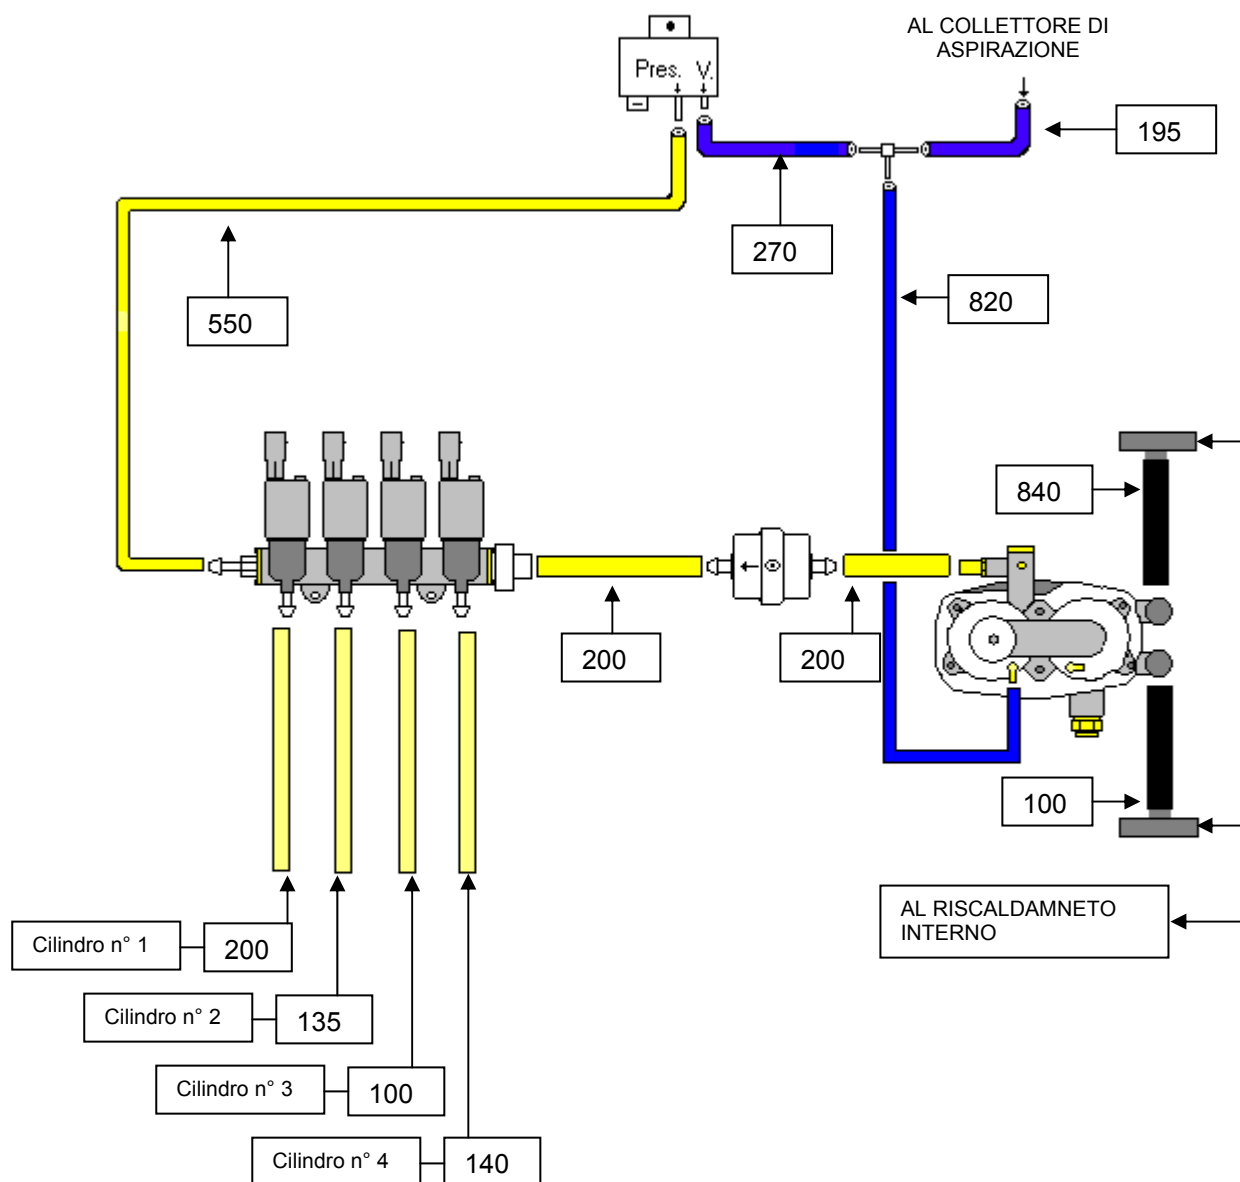 AL COLLETTORE DI
ASPIRAZIONE
Pres. V.
195
270
820
550
840
200
200
100
AL RISCALDAMNETO
INTERNO
Cilindro n° 1
200
Cilindro n° 2
135
Cilindro n° 3
100
Cilindro n° 4
140